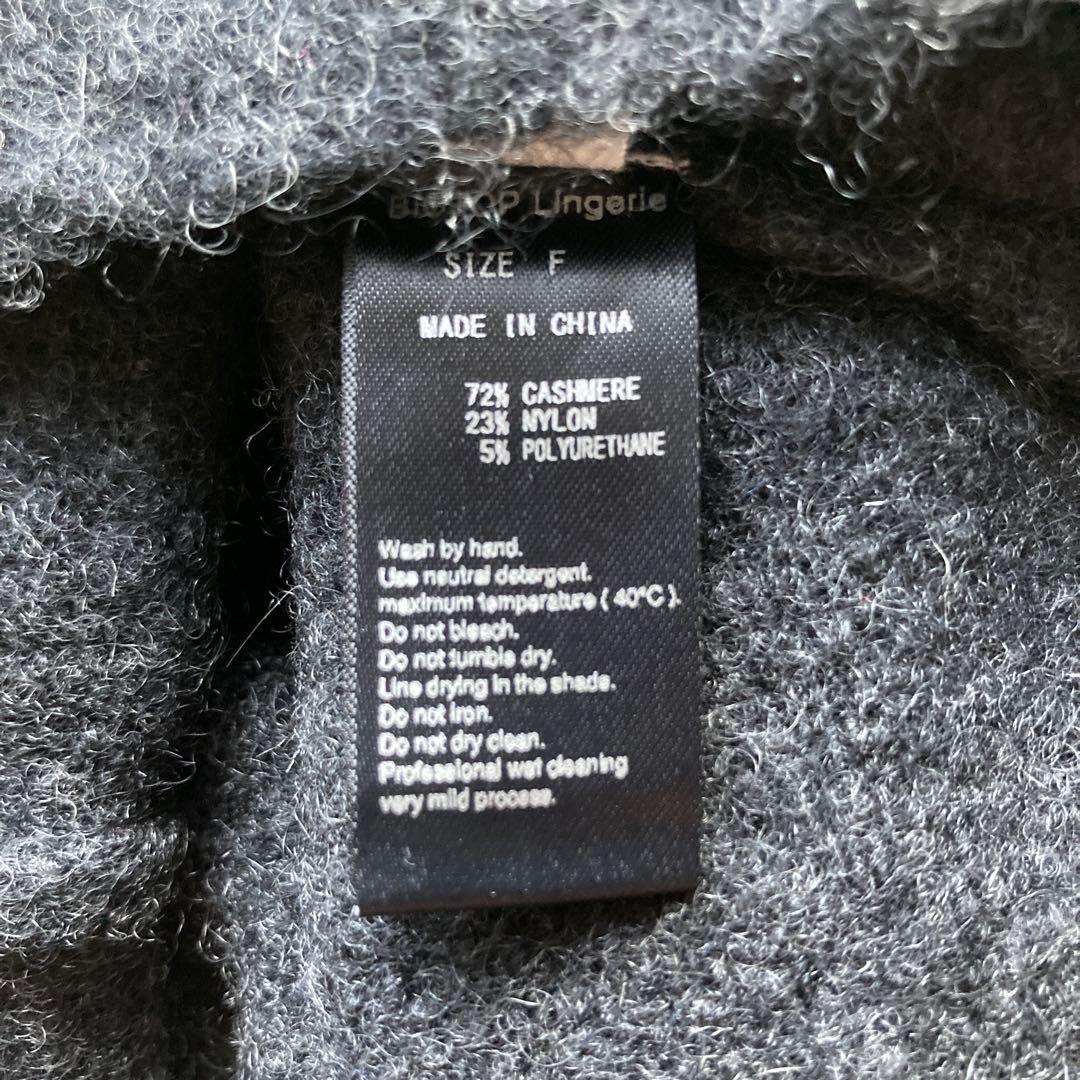 Lingerie
SIZE F
MADE IN CHINA
72% CASHMERE
23% NYLON
5% POLYURETHANE
Wash by hand.
Use neutral detergent.
maximum temperature ( 40°C ).
Do not bleach.
Do not tumble dry.
Line drying in the shade.
Do not iron.
Do not dry clean.
Professional wet cleaning
very mild process.